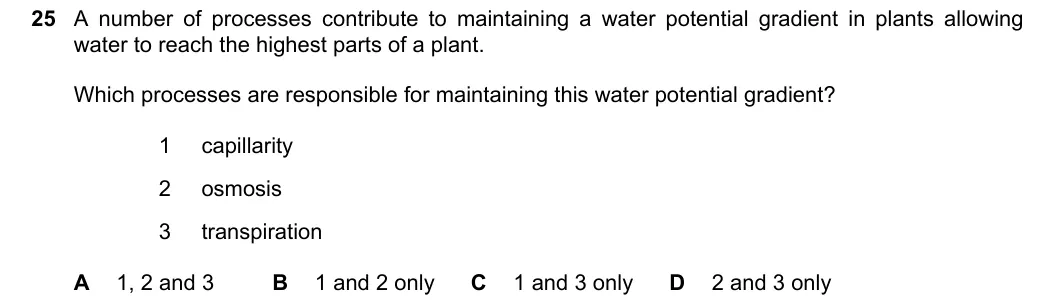 25 A number of processes contribute to maintaining a water potential gradient in plants allowing
water to reach the highest parts of a plant.
Which processes are responsible for maintaining this water potential gradient?
1 capillarity
2 osmosis
3 transpiration
A 1, 2 and 3 B 1 and 2 only C 1 and 3 only D 2 and 3 only